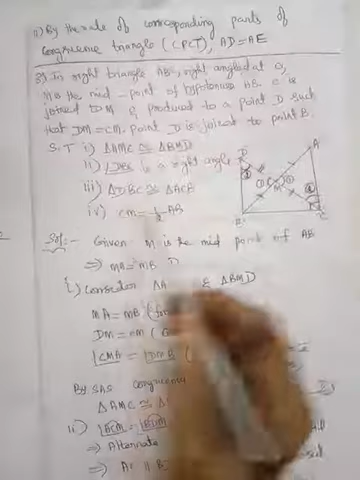 ii) By the rule of corresponding parts of
congruence triangle (CPCT), AD=AE
3) In right triangle ABC, right angled at C,
M is the mid-point of hypotenuse AB. C is
joined to M & produced to a point D such
that DM=CM. Point D is joined to point B.
S.T i) ΔAMC ≅ ΔBMD
ii) ∠DBC is a right angle
iii) ΔDBC ≅ ΔACB
iv) CM=1/2 AB
D
A
M
B
C
Sol:- Given M is the mid point of AB
⇒ MA=MB
i) Consider ΔA & ΔBMD
MA=MB
DM=CM
∠CMA=∠DMB
By SAS congruency
ΔAMC ≅
ii) ∠ACM=∠BDM
⇒ Alternate
⇒